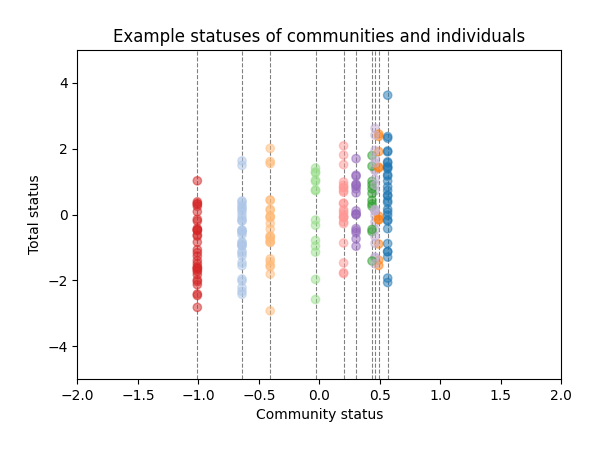 Example statuses of communities and individuals
4
2
0
−2
−4
Total status
−2.0 −1.5 −1.0 −0.5 0.0 0.5 1.0 1.5 2.0
Community status